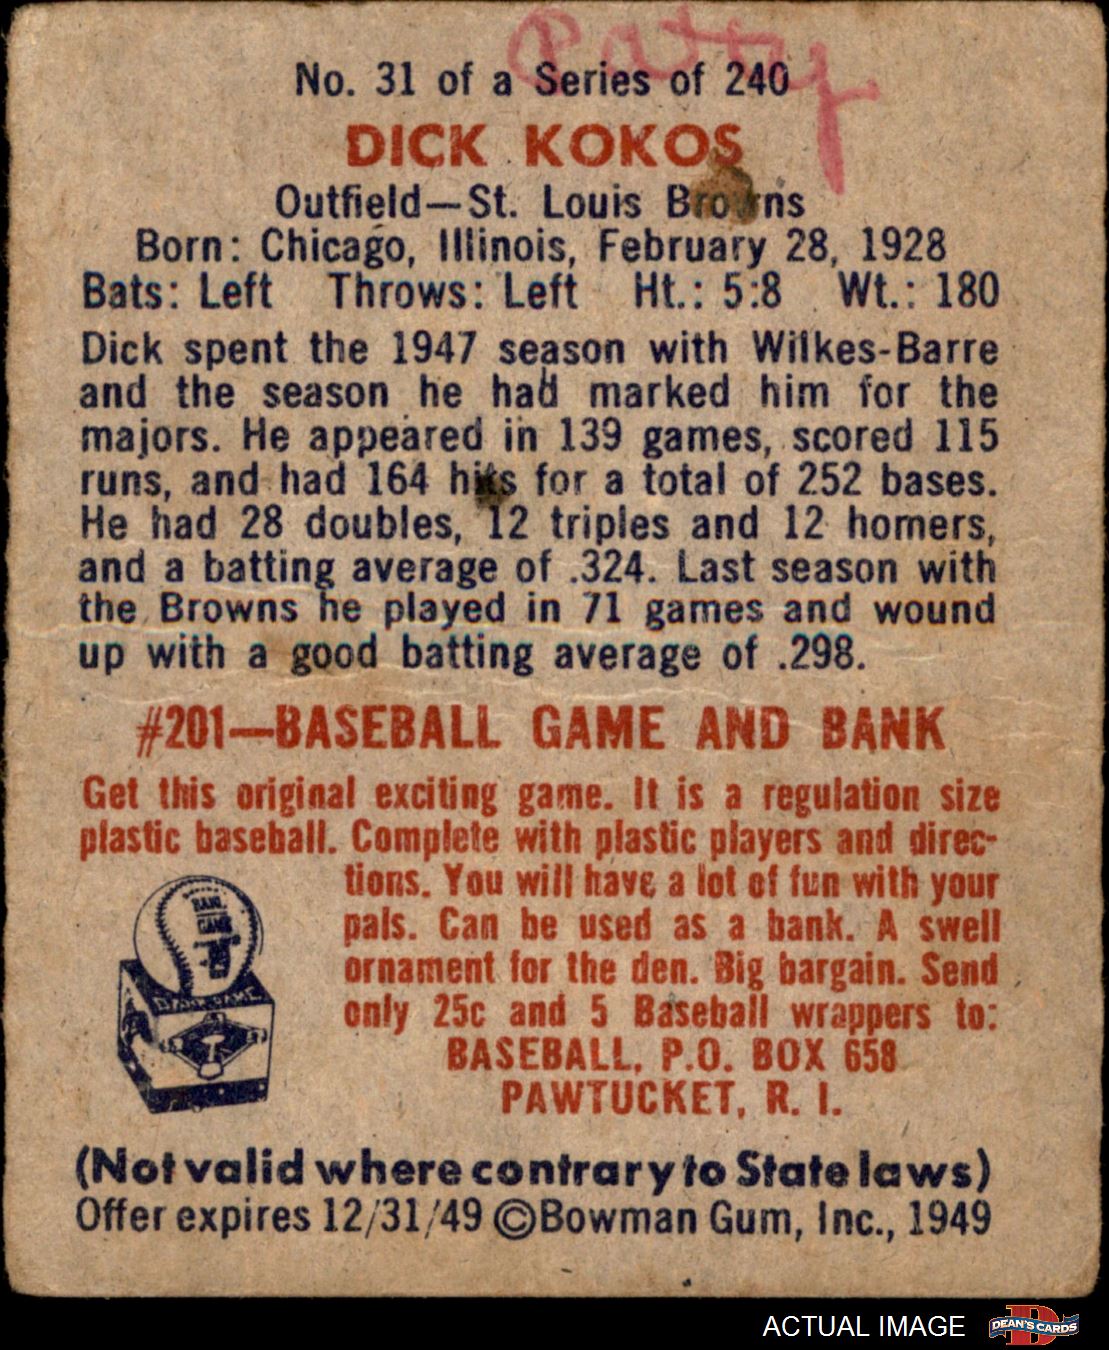 Patty
No. 31 of a Series of 240
DICK KOKOS
Outfield—St. Louis Browns
Born: Chicago, Illinois, February 28, 1928
Bats: Left Throws: Left Ht.: 5:8 Wt.: 180
Dick spent the 1947 season with Wilkes-Barre
and the season he had marked him for the
majors. He appeared in 139 games, scored 115
runs, and had 164 hits for a total of 252 bases.
He had 28 doubles, 12 triples and 12 homers,
and a batting average of .324. Last season with
the Browns he played in 71 games and wound
up with a good batting average of .298.
#201—BASEBALL GAME AND BANK
Get this original exciting game. It is a regulation size
plastic baseball. Complete with plastic players and direc-
tions. You will have a lot of fun with your
pals. Can be used as a bank. A swell
ornament for the den. Big bargain. Send
only 25c and 5 Baseball wrappers to:
BASEBALL, P.O. BOX 658
PAWTUCKET, R. I.
BANK
GAME
BANK GAME
(Not valid where contrary to State laws)
Offer expires 12/31/49 ©Bowman Gum, Inc., 1949
ACTUAL IMAGE
DEAN'S CARDS